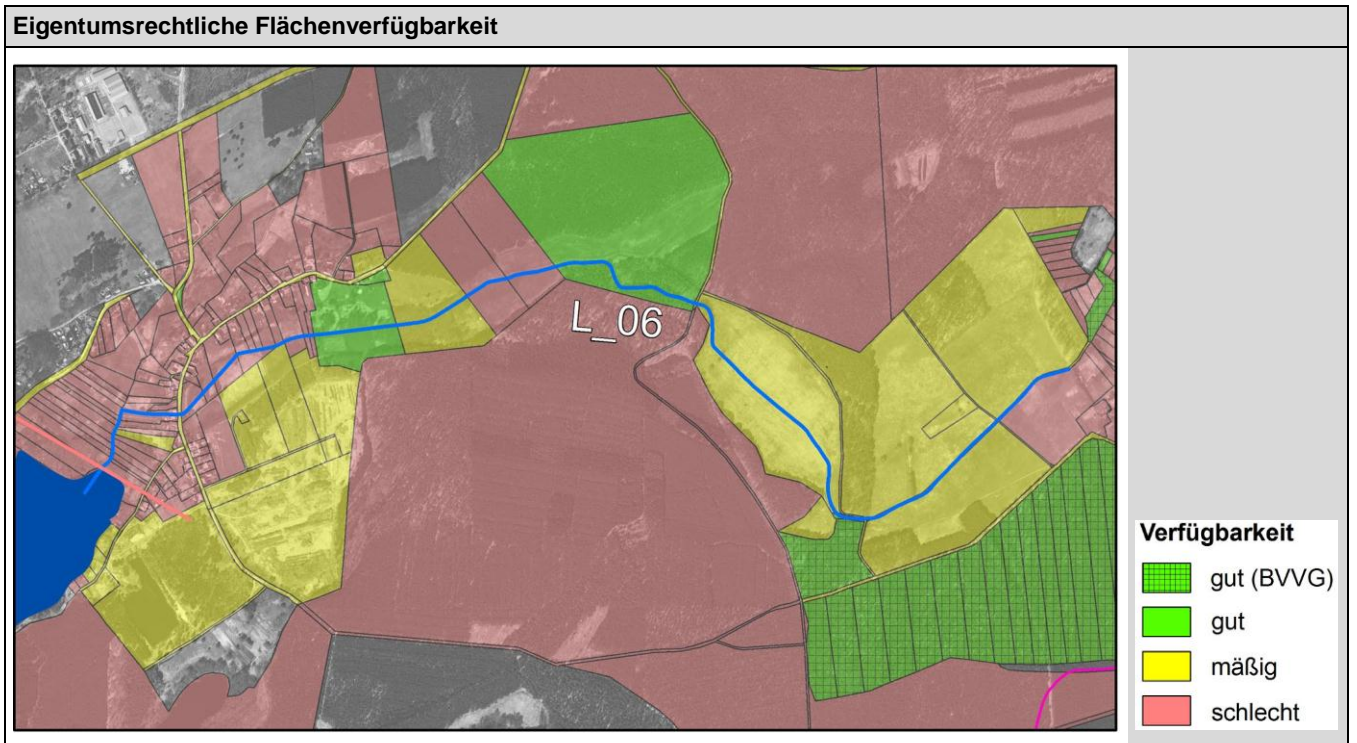 Eigentumsrechtliche Flächenverfügbarkeit
L_06
Verfügbarkeit
gut (BVVG)
gut
mäßig
schlecht